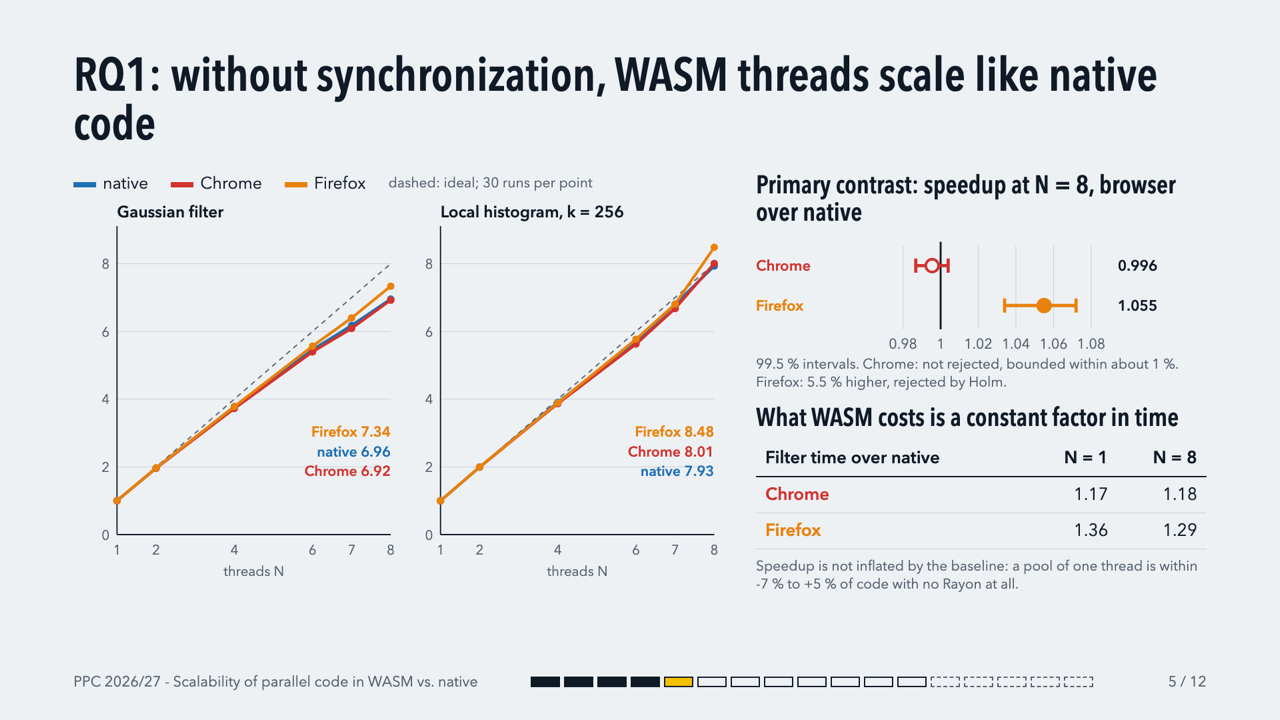 RQ1: without synchronization, WASM threads scale like native
code
native
Chrome
Firefox
dashed: ideal; 30 runs per point
Gaussian filter
8
6
4
2
0
Firefox 7.34
native 6.96
Chrome 6.92
1 2 4 6 7 8
threads N
Local histogram, k = 256
8
6
4
2
0
Firefox 8.48
Chrome 8.01
native 7.93
1 2 4 6 7 8
threads N
Primary contrast: speedup at N = 8, browser
over native
Chrome 0.996
Firefox 1.055
0.98 1 1.02 1.04 1.06 1.08
99.5 % intervals. Chrome: not rejected, bounded within about 1 %.
Firefox: 5.5 % higher, rejected by Holm.
What WASM costs is a constant factor in time
Filter time over native N = 1 N = 8
Chrome 1.17 1.18
Firefox 1.36 1.29
Speedup is not inflated by the baseline: a pool of one thread is within
-7 % to +5 % of code with no Rayon at all.
PPC 2026/27 - Scalability of parallel code in WASM vs. native
5 / 12